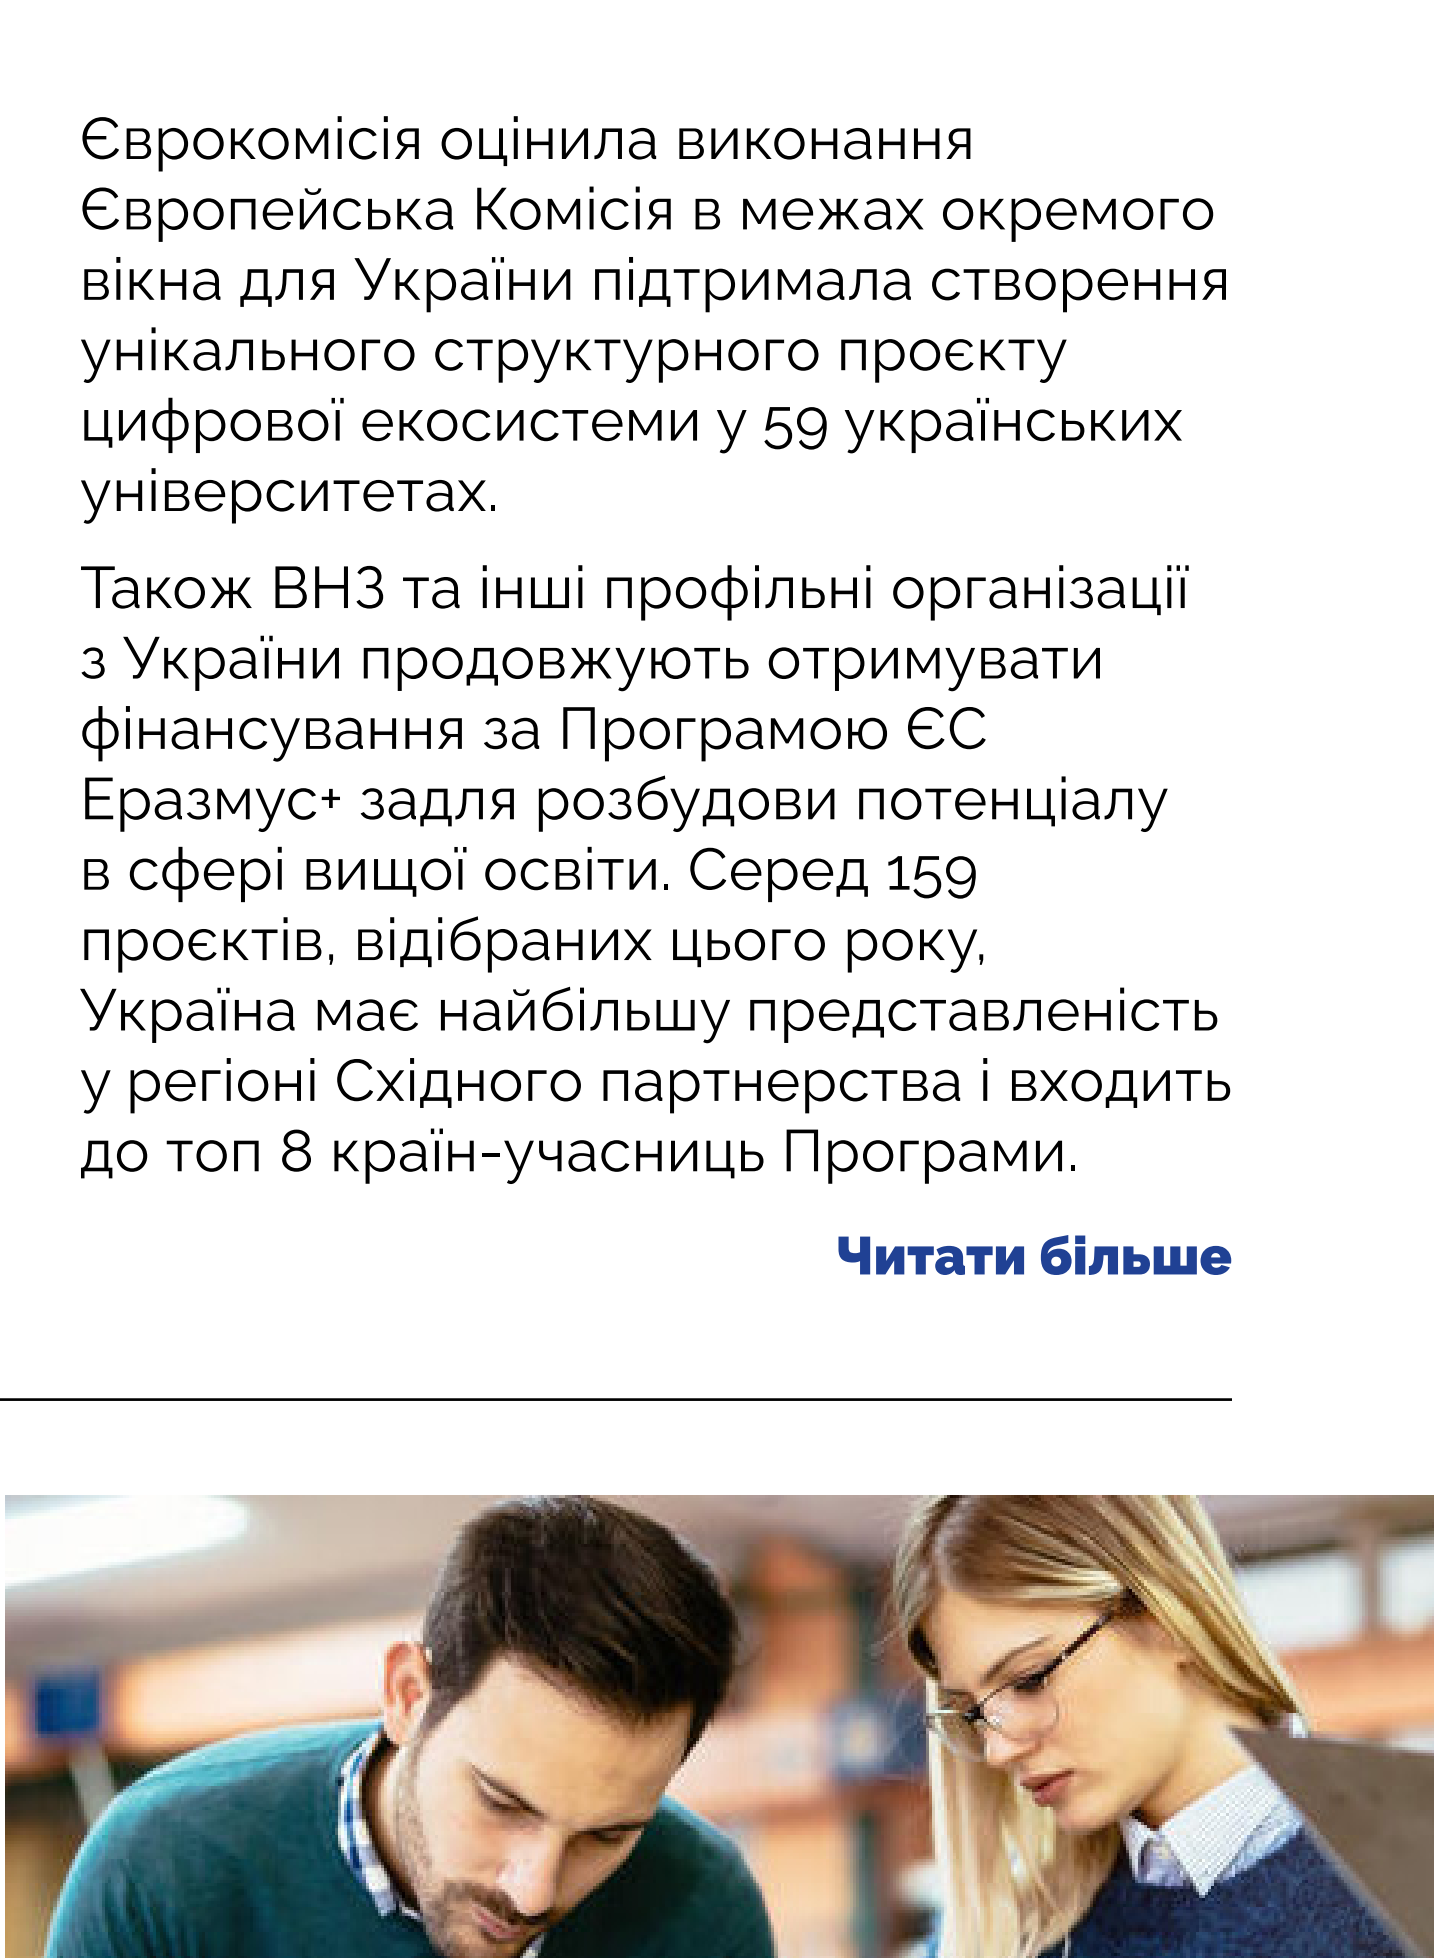 Єврокомісія оцінила виконання
Європейська Комісія в межах окремого
вікна для України підтримала створення
унікального структурного проєкту
цифрової екосистеми у 59 українських
університетах.
Також ВНЗ та інші профільні організації
з України продовжують отримувати
фінансування за Програмою ЄС
Еразмус+ задля розбудови потенціалу
в сфері вищої освіти. Серед 159
проєктів, відібраних цього року,
Україна має найбільшу представленість
у регіоні Східного партнерства і входить
до топ 8 країн-учасниць Програми.
Читати більше